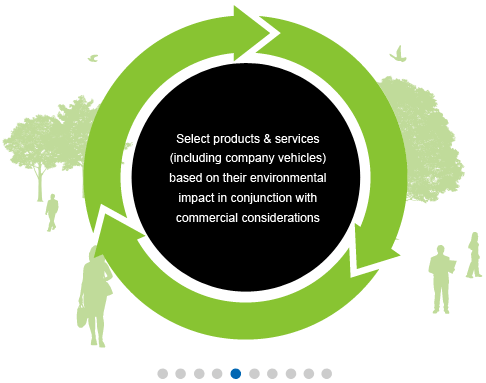 Select products & services
(including company vehicles)
based on their environmental
impact in conjunction with
commercial considerations